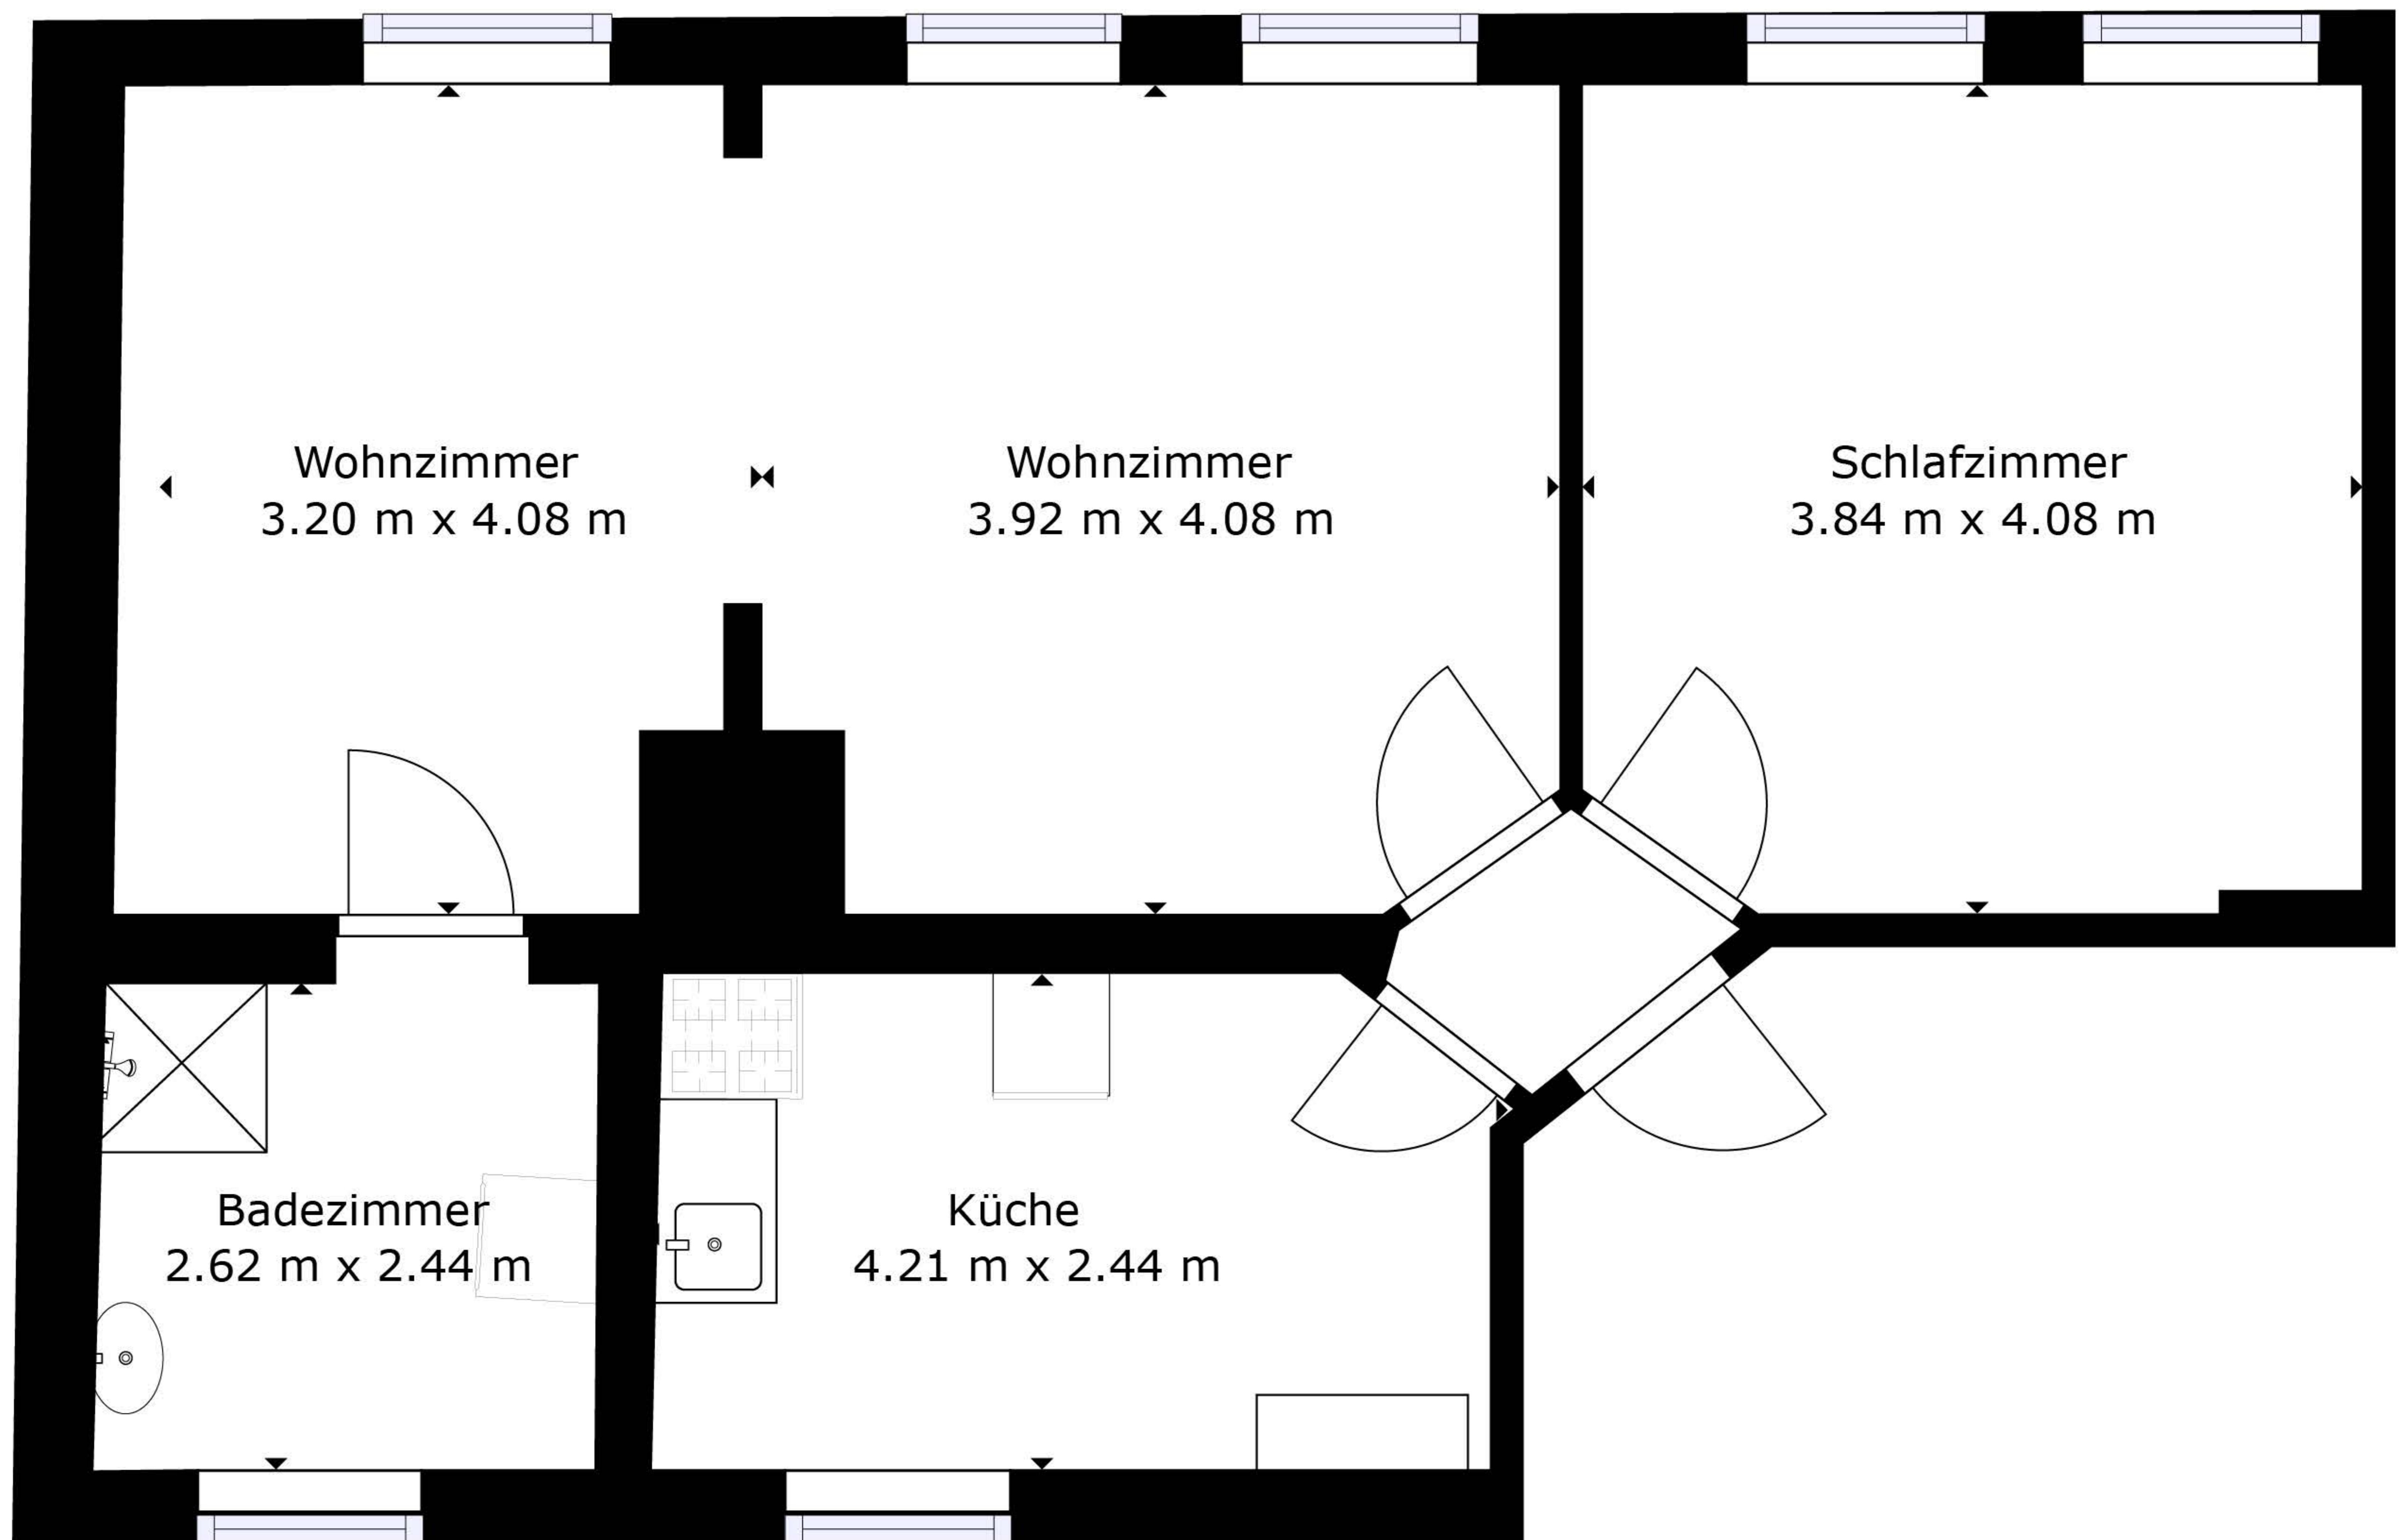 Wohnzimmer
3.20 m x 4.08 m
Wohnzimmer
3.92 m x 4.08 m
Schlafzimmer
3.84 m x 4.08 m
Badezimmer
2.62 m x 2.44 m
Küche
4.21 m x 2.44 m